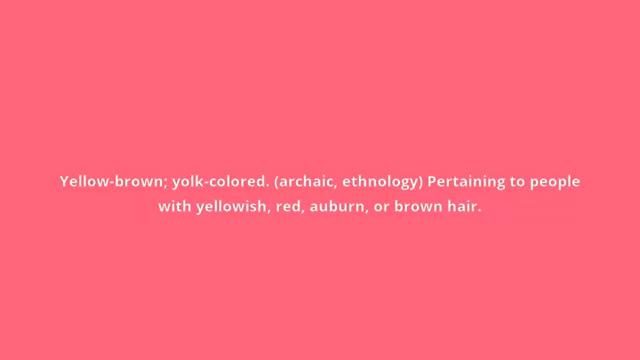 Yellow-brown; yolk-colored. (archaic, ethnology) Pertaining to people
with yellowish, red, auburn, or brown hair.